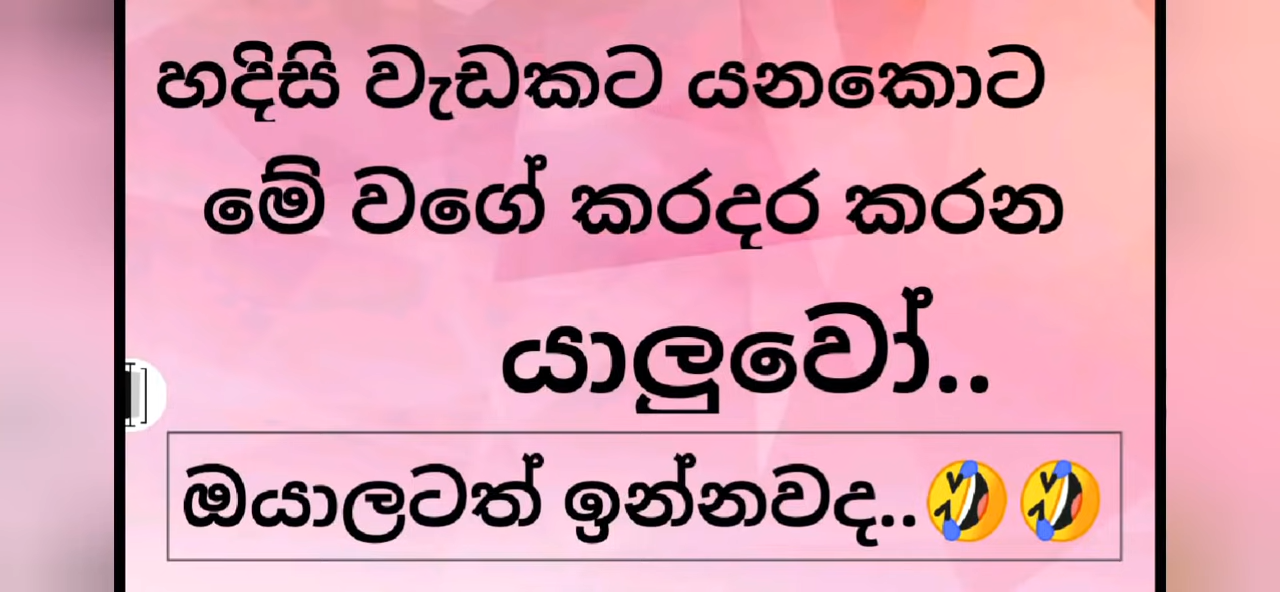 හදිසි වැඩකට යනකොට
මේ වගේ කරදර කරන
යාලුවෝ..
ඔයාලටත් ඉන්නවද..🤣🤣